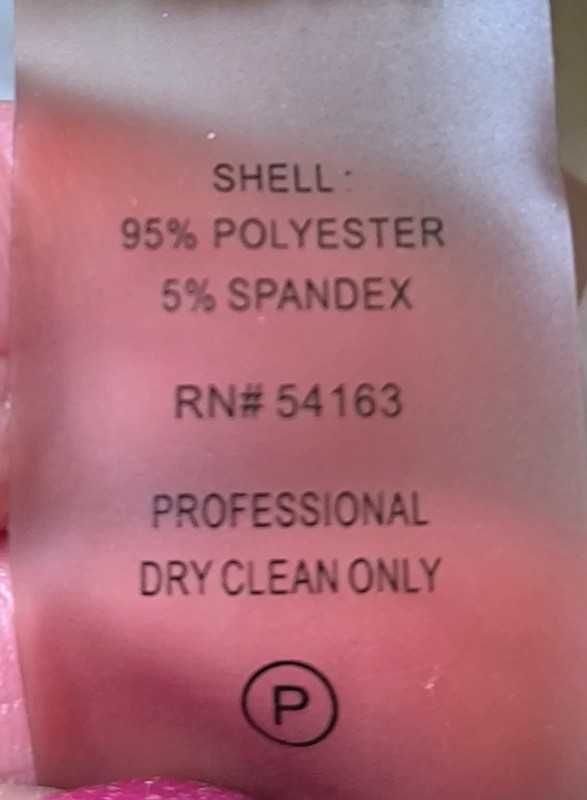 SHELL :
95% POLYESTER
5% SPANDEX
RN# 54163
PROFESSIONAL
DRY CLEAN ONLY
P